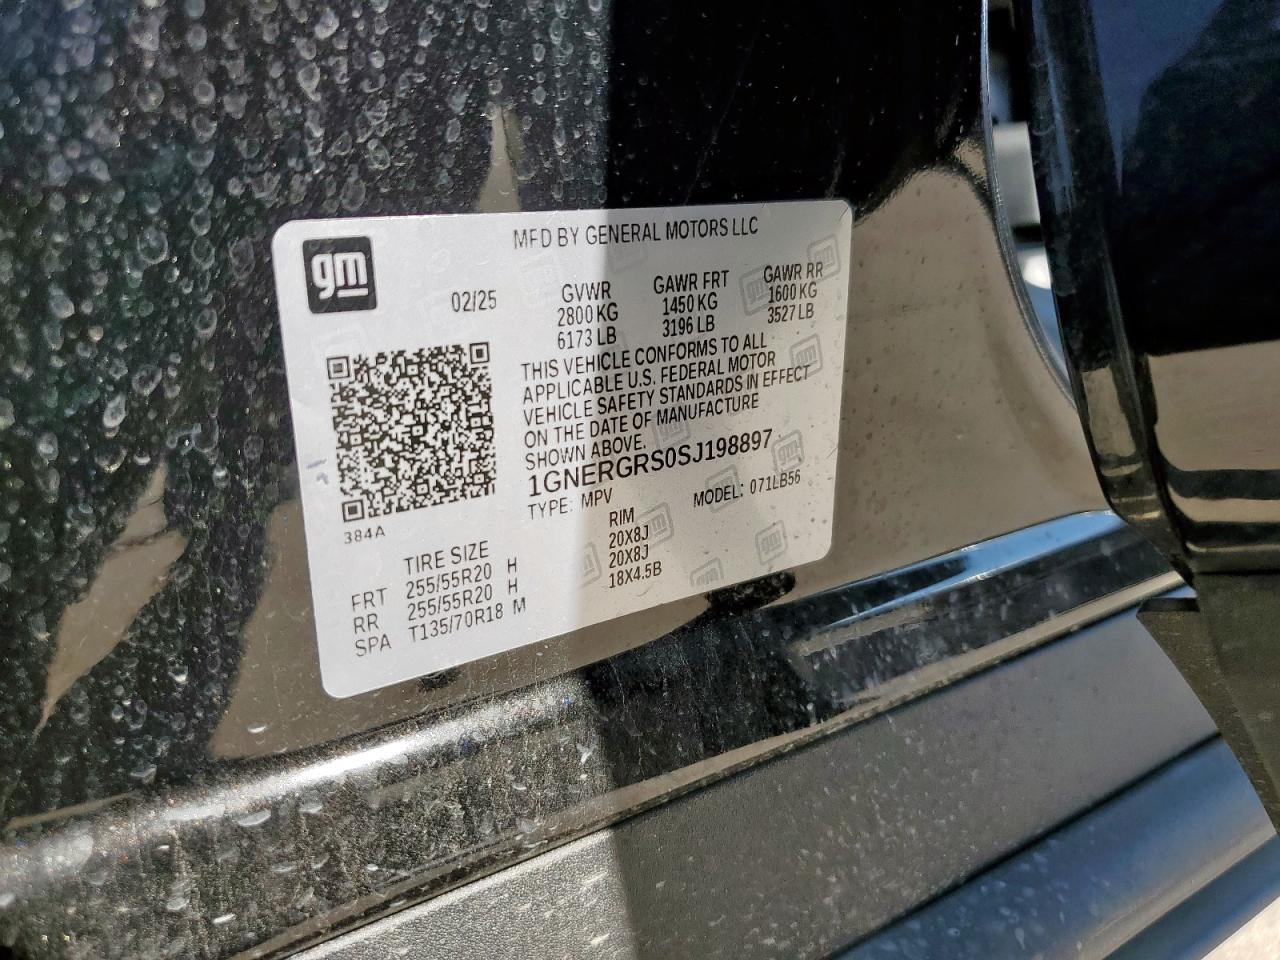 gm
MFD BY GENERAL MOTORS LLC
02/25
GVWR
2800 KG
6173 LB
GAWR FRT
1450 KG
3196 LB
GAWR RR
1600 KG
3527 LB
THIS VEHICLE CONFORMS TO ALL
APPLICABLE U.S. FEDERAL MOTOR
VEHICLE SAFETY STANDARDS IN EFFECT
ON THE DATE OF MANUFACTURE
SHOWN ABOVE.
1GNERGRS0SJ198897
TYPE: MPV MODEL: 071LB56
384A
TIRE SIZE RIM
FRT 255/55R20 H 20X8J
RR 255/55R20 H 20X8J
SPA T135/70R18 M 18X4.5B